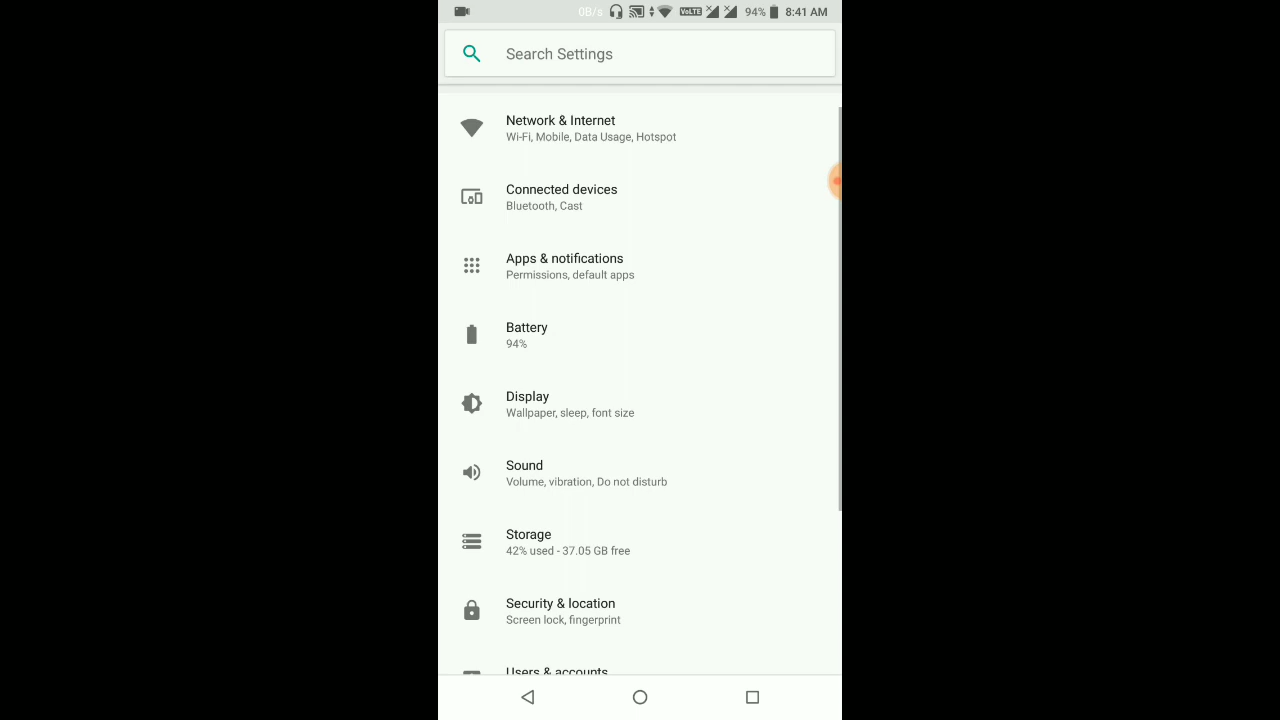 0B/s VoLTE 94% 8:41 AM
Search Settings
Network & Internet
Wi-Fi, Mobile, Data Usage, Hotspot
Connected devices
Bluetooth, Cast
Apps & notifications
Permissions, default apps
Battery
94%
Display
Wallpaper, sleep, font size
Sound
Volume, vibration, Do not disturb
Storage
42% used - 37.05 GB free
Security & location
Screen lock, fingerprint
Users & accounts